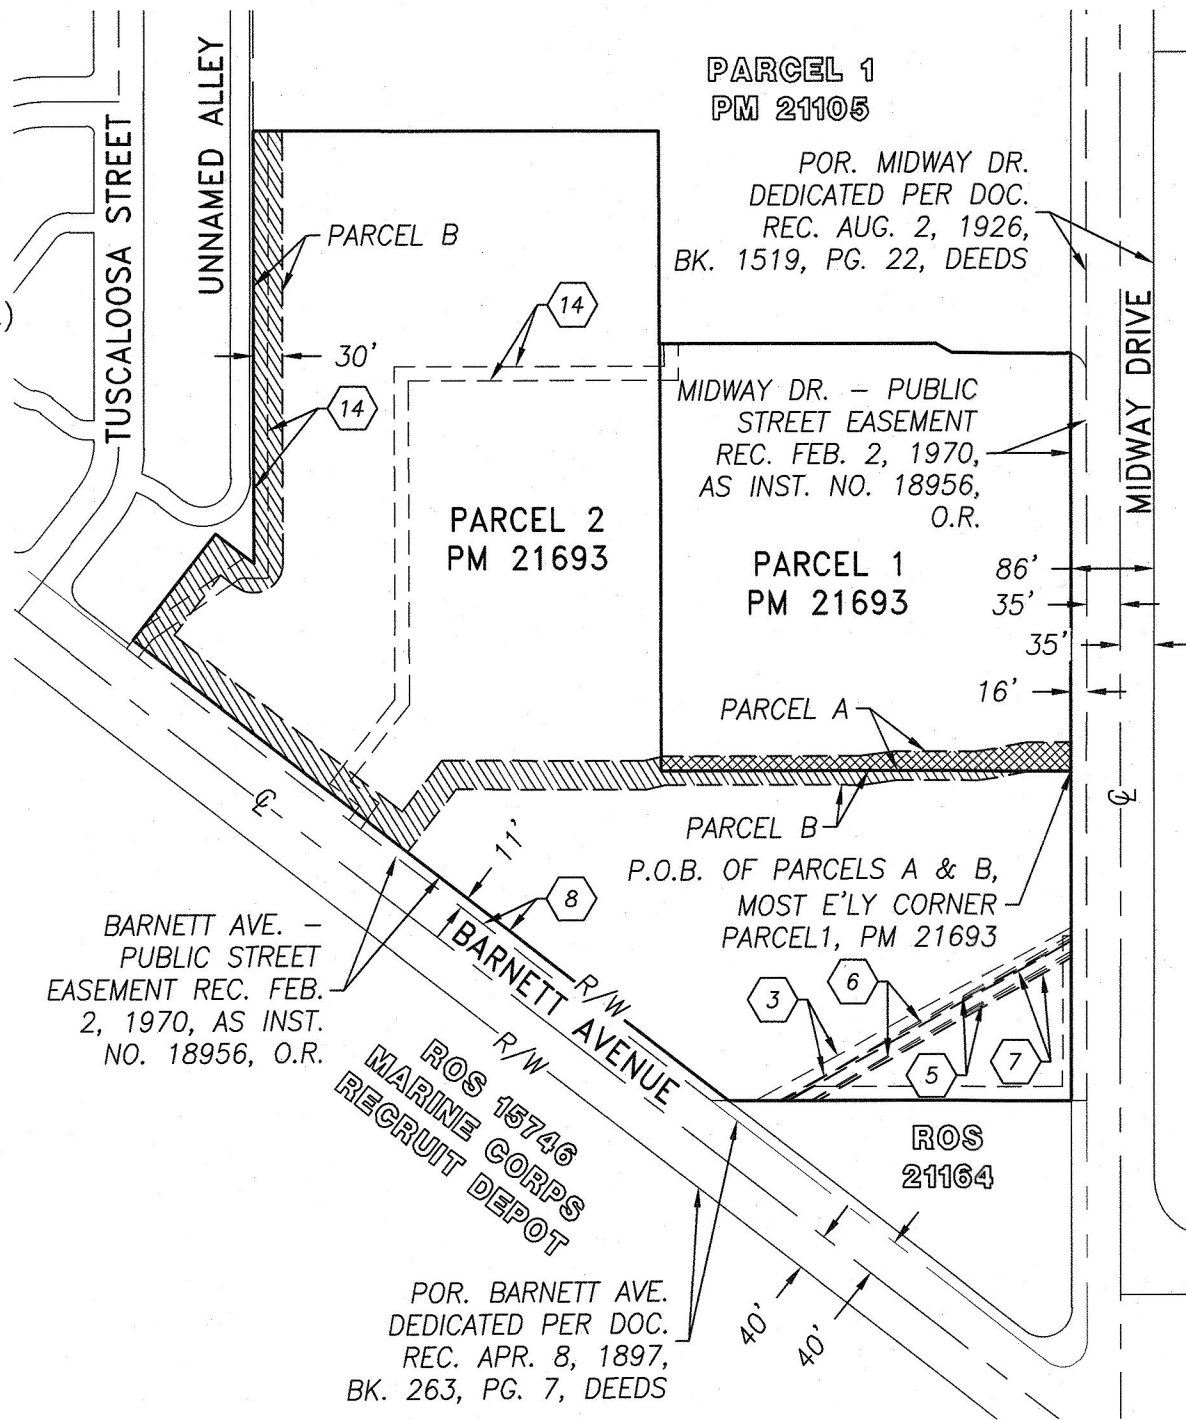 PARCEL 1
PM 21105
UNNAMED ALLEY
TUSCALOOSA STREET
POR. MIDWAY DR.
DEDICATED PER DOC.
REC. AUG. 2, 1926,
BK. 1519, PG. 22, DEEDS
PARCEL B
14
30'
14
MIDWAY DRIVE
MIDWAY DR. – PUBLIC
STREET EASEMENT
REC. FEB. 2, 1970,
AS INST. NO. 18956,
O.R.
PARCEL 2
PM 21693
PARCEL 1
PM 21693
86'
35'
35'
16'
PARCEL A
PARCEL B
P.O.B. OF PARCELS A & B,
MOST E'LY CORNER
PARCEL1, PM 21693
11'
8
BARNETT AVE. –
PUBLIC STREET
EASEMENT REC. FEB.
2, 1970, AS INST.
NO. 18956, O.R.
BARNETT AVENUE
R/W
R/W
3
6
5
7
ROS 15746
MARINE CORPS
RECRUIT DEPOT
ROS
21164
POR. BARNETT AVE.
DEDICATED PER DOC.
REC. APR. 8, 1897,
BK. 263, PG. 7, DEEDS
40'
40'